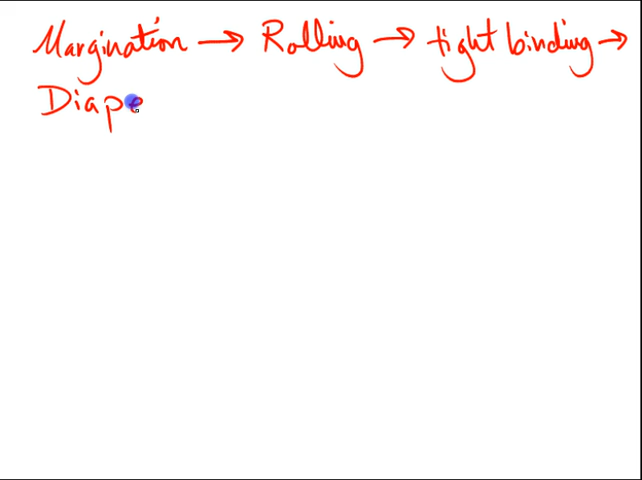 Margination → Rolling → tight binding →
Diape